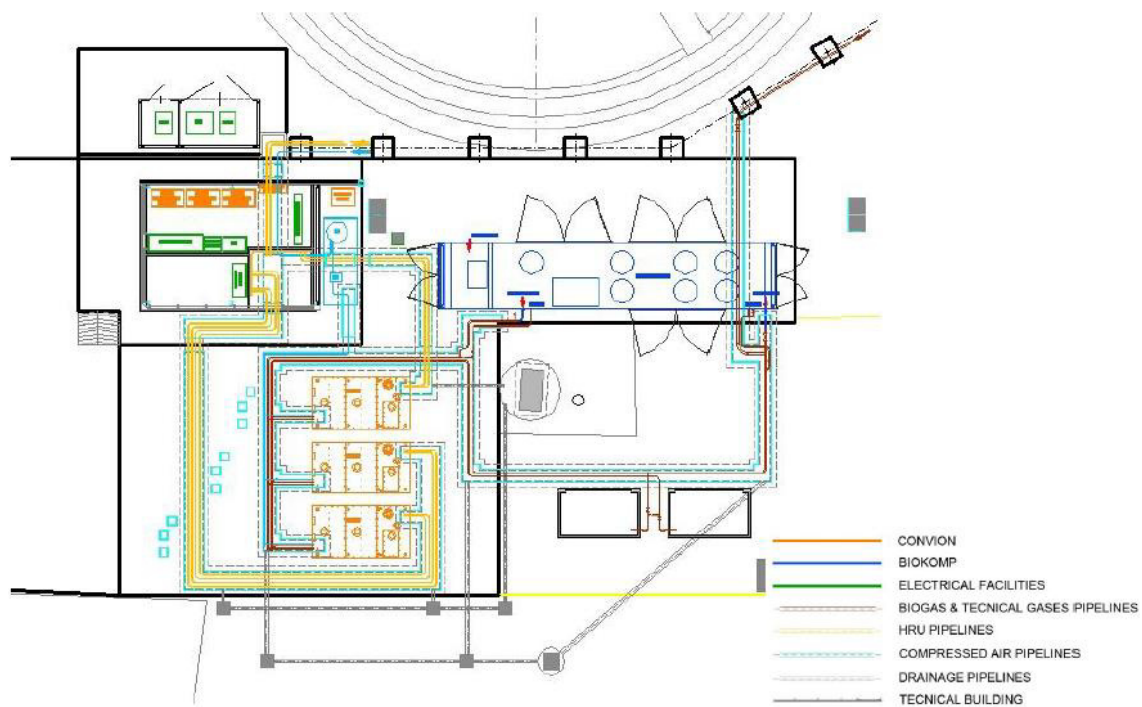 CONVION
BIOKOMP
ELECTRICAL FACILITIES
BIOGAS & TECNICAL GASES PIPELINES
HRU PIPELINES
COMPRESSED AIR PIPELINES
DRAINAGE PIPELINES
TECNICAL BUILDING